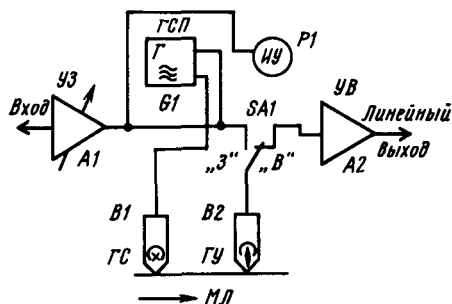 ГСП
Г
ИУ
P1
УЗ
G1
SA1
УВ
Вход
Линейный
выход
A1
„З“
„В“
A2
B1
B2
ГС
ГУ
МЛ